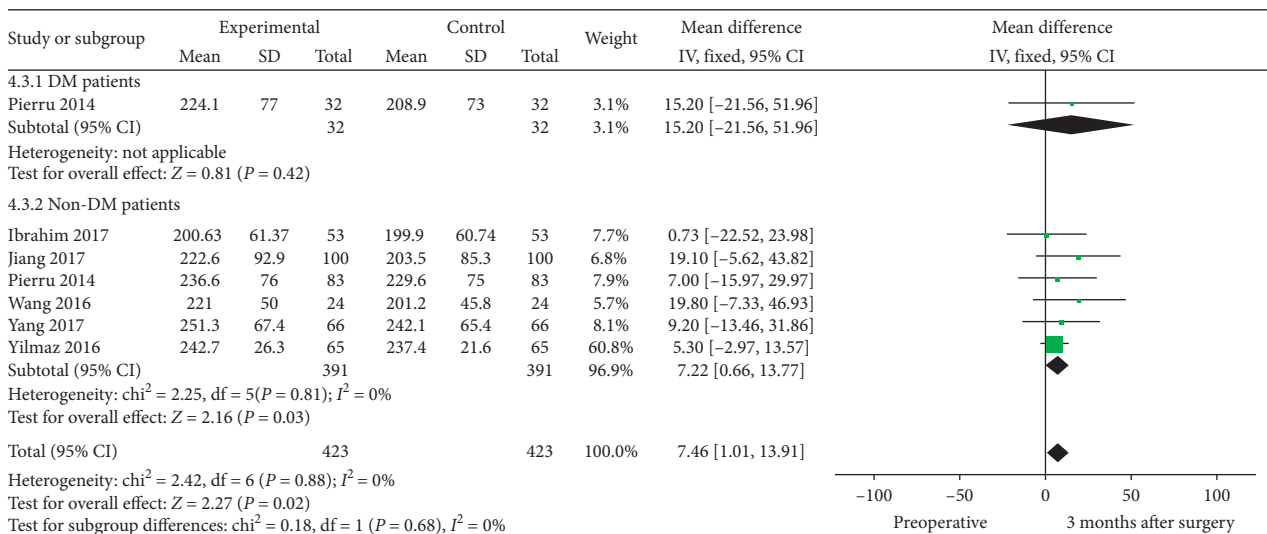 Study or subgroup Experimental Control Weight Mean difference Mean difference
Mean SD Total Mean SD Total IV, fixed, 95% CI IV, fixed, 95% CI
4.3.1 DM patients
Pierru 2014 224.1 77 32 208.9 73 32 3.1% 15.20 [–21.56, 51.96]
Subtotal (95% CI) 32 32 3.1% 15.20 [–21.56, 51.96]
Heterogeneity: not applicable
Test for overall effect: Z = 0.81 (P = 0.42)
4.3.2 Non-DM patients
Ibrahim 2017 200.63 61.37 53 199.9 60.74 53 7.7% 0.73 [–22.52, 23.98]
Jiang 2017 222.6 92.9 100 203.5 85.3 100 6.8% 19.10 [–5.62, 43.82]
Pierru 2014 236.6 76 83 229.6 75 83 7.9% 7.00 [–15.97, 29.97]
Wang 2016 221 50 24 201.2 45.8 24 5.7% 19.80 [–7.33, 46.93]
Yang 2017 251.3 67.4 66 242.1 65.4 66 8.1% 9.20 [–13.46, 31.86]
Yilmaz 2016 242.7 26.3 65 237.4 21.6 65 60.8% 5.30 [–2.97, 13.57]
Subtotal (95% CI) 391 391 96.9% 7.22 [0.66, 13.77]
Heterogeneity: chi² = 2.25, df = 5(P = 0.81); I² = 0%
Test for overall effect: Z = 2.16 (P = 0.03)
Total (95% CI) 423 423 100.0% 7.46 [1.01, 13.91]
Heterogeneity: chi² = 2.42, df = 6 (P = 0.88); I² = 0%
Test for overall effect: Z = 2.27 (P = 0.02)
Test for subgroup differences: chi² = 0.18, df = 1 (P = 0.68), I² = 0%
–100 –50 0 50 100
Preoperative 3 months after surgery